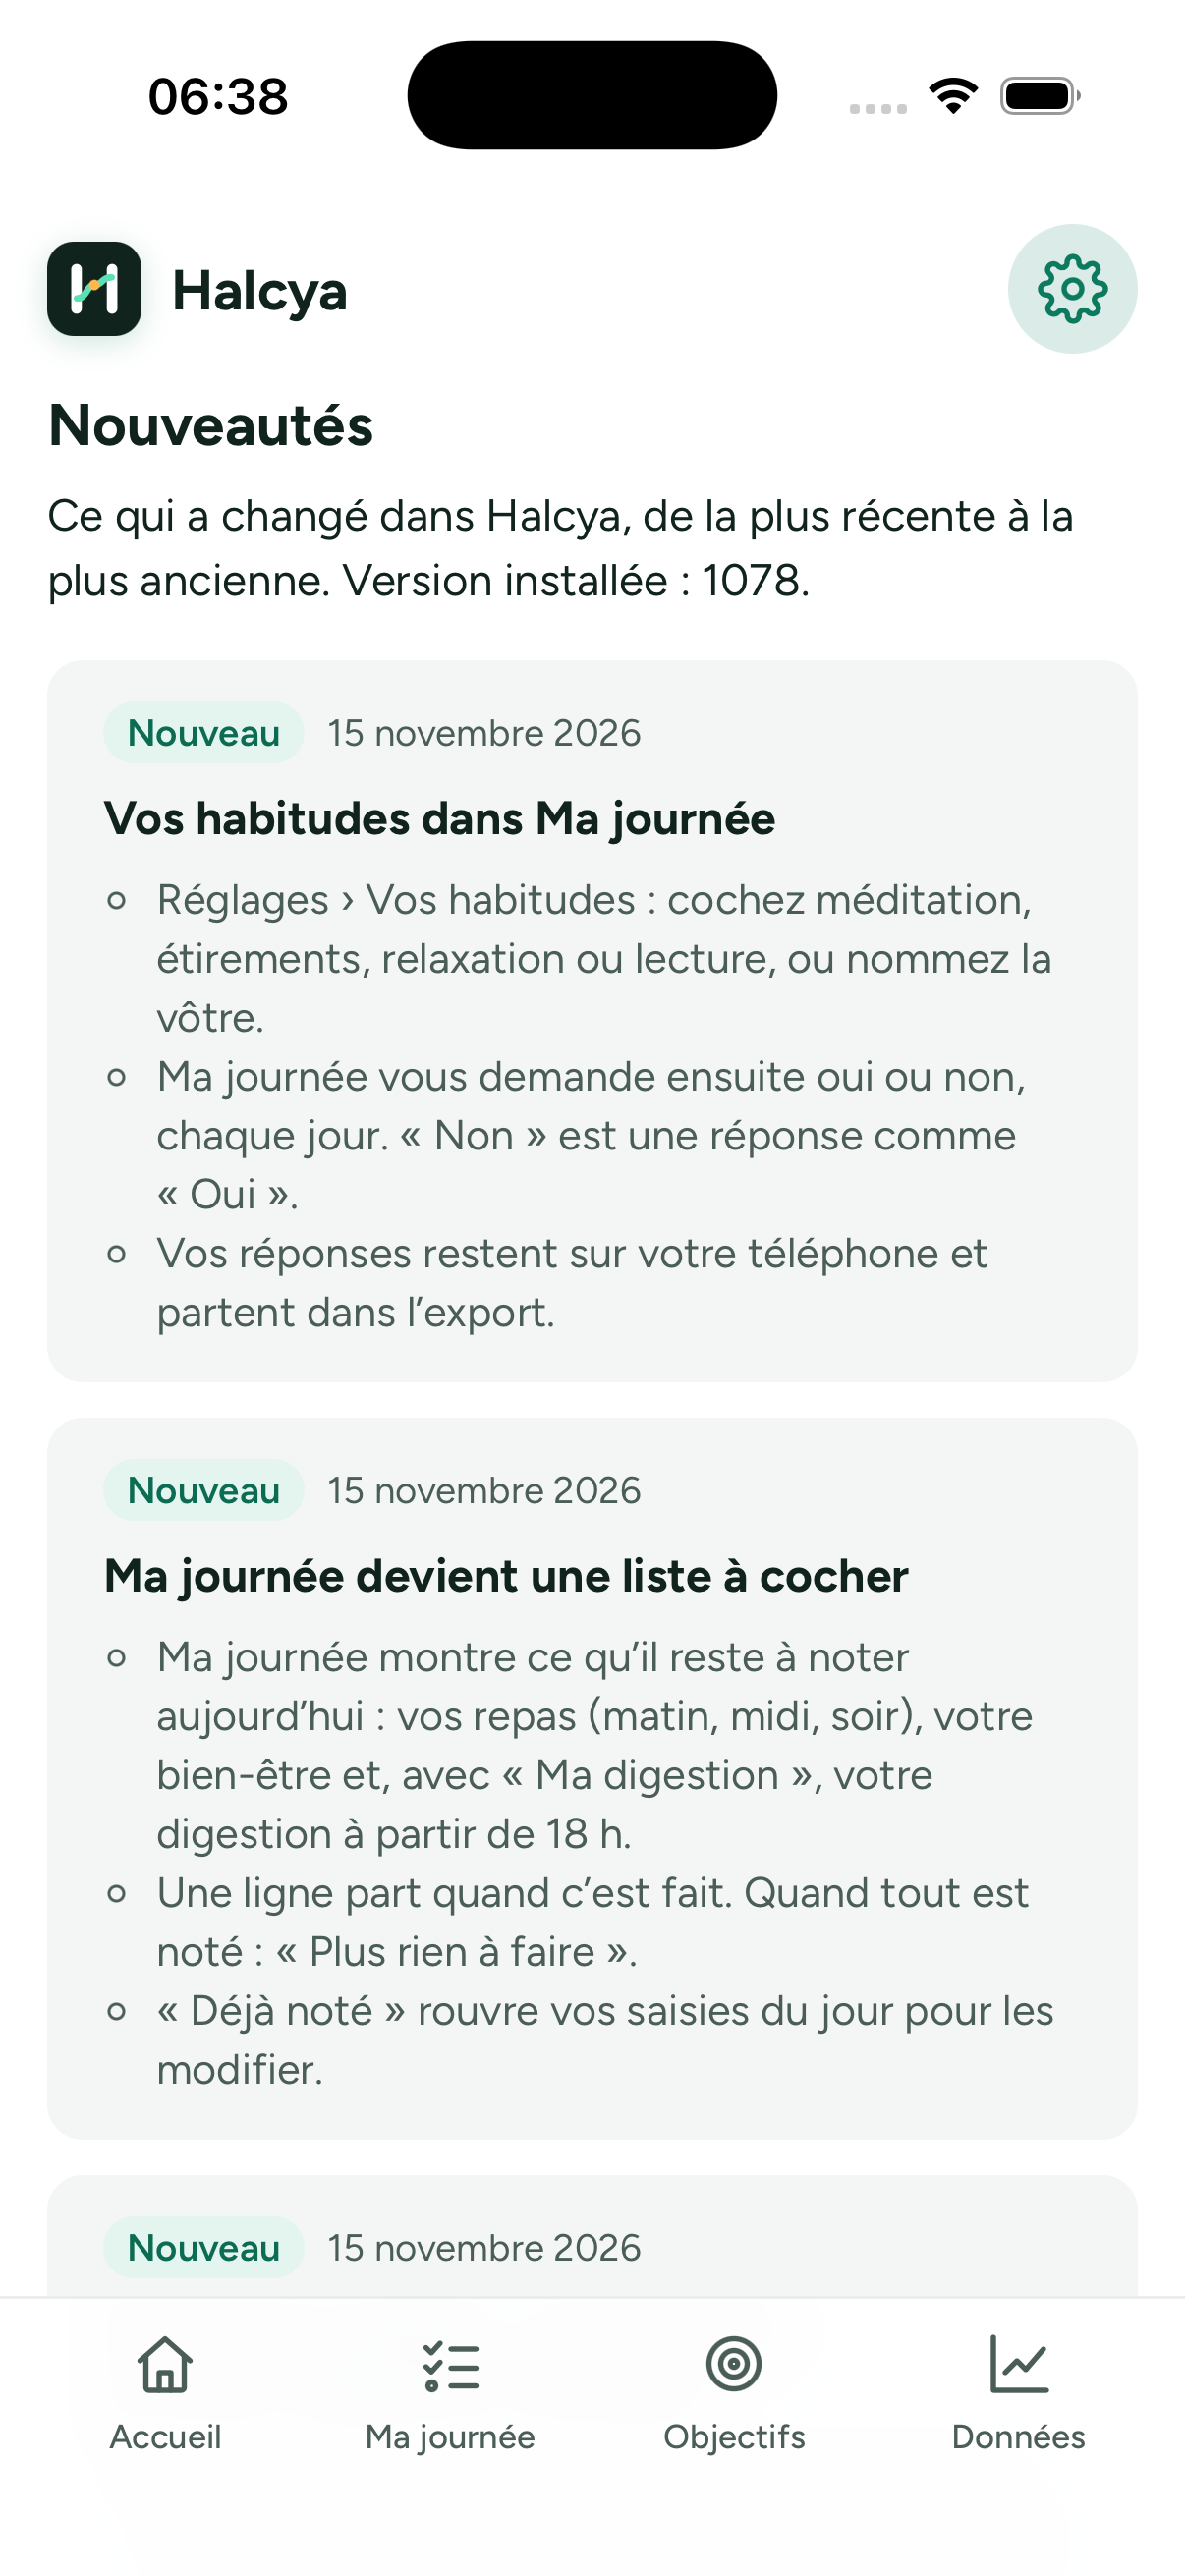 06:38
Halcya
Nouveautés
Ce qui a changé dans Halcya, de la plus récente à la
plus ancienne. Version installée : 1078.
Nouveau 15 novembre 2026
Vos habitudes dans Ma journée
Réglages › Vos habitudes : cochez méditation,
étirements, relaxation ou lecture, ou nommez la
vôtre.
Ma journée vous demande ensuite oui ou non,
chaque jour. « Non » est une réponse comme
« Oui ».
Vos réponses restent sur votre téléphone et
partent dans l’export.
Nouveau 15 novembre 2026
Ma journée devient une liste à cocher
Ma journée montre ce qu’il reste à noter
aujourd’hui : vos repas (matin, midi, soir), votre
bien-être et, avec « Ma digestion », votre
digestion à partir de 18 h.
Une ligne part quand c’est fait. Quand tout est
noté : « Plus rien à faire ».
« Déjà noté » rouvre vos saisies du jour pour les
modifier.
Nouveau 15 novembre 2026
Accueil Ma journée Objectifs Données